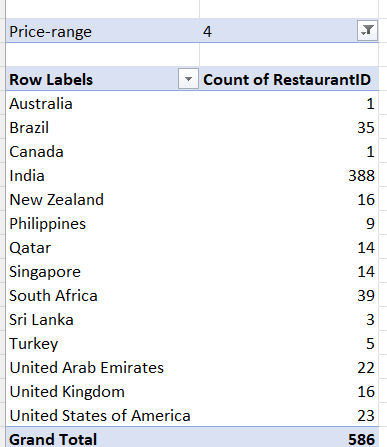 Price-range 4
Row Labels Count of RestaurantID
Australia 1
Brazil 35
Canada 1
India 388
New Zealand 16
Philippines 9
Qatar 14
Singapore 14
South Africa 39
Sri Lanka 3
Turkey 5
United Arab Emirates 22
United Kingdom 16
United States of America 23
Grand Total 586